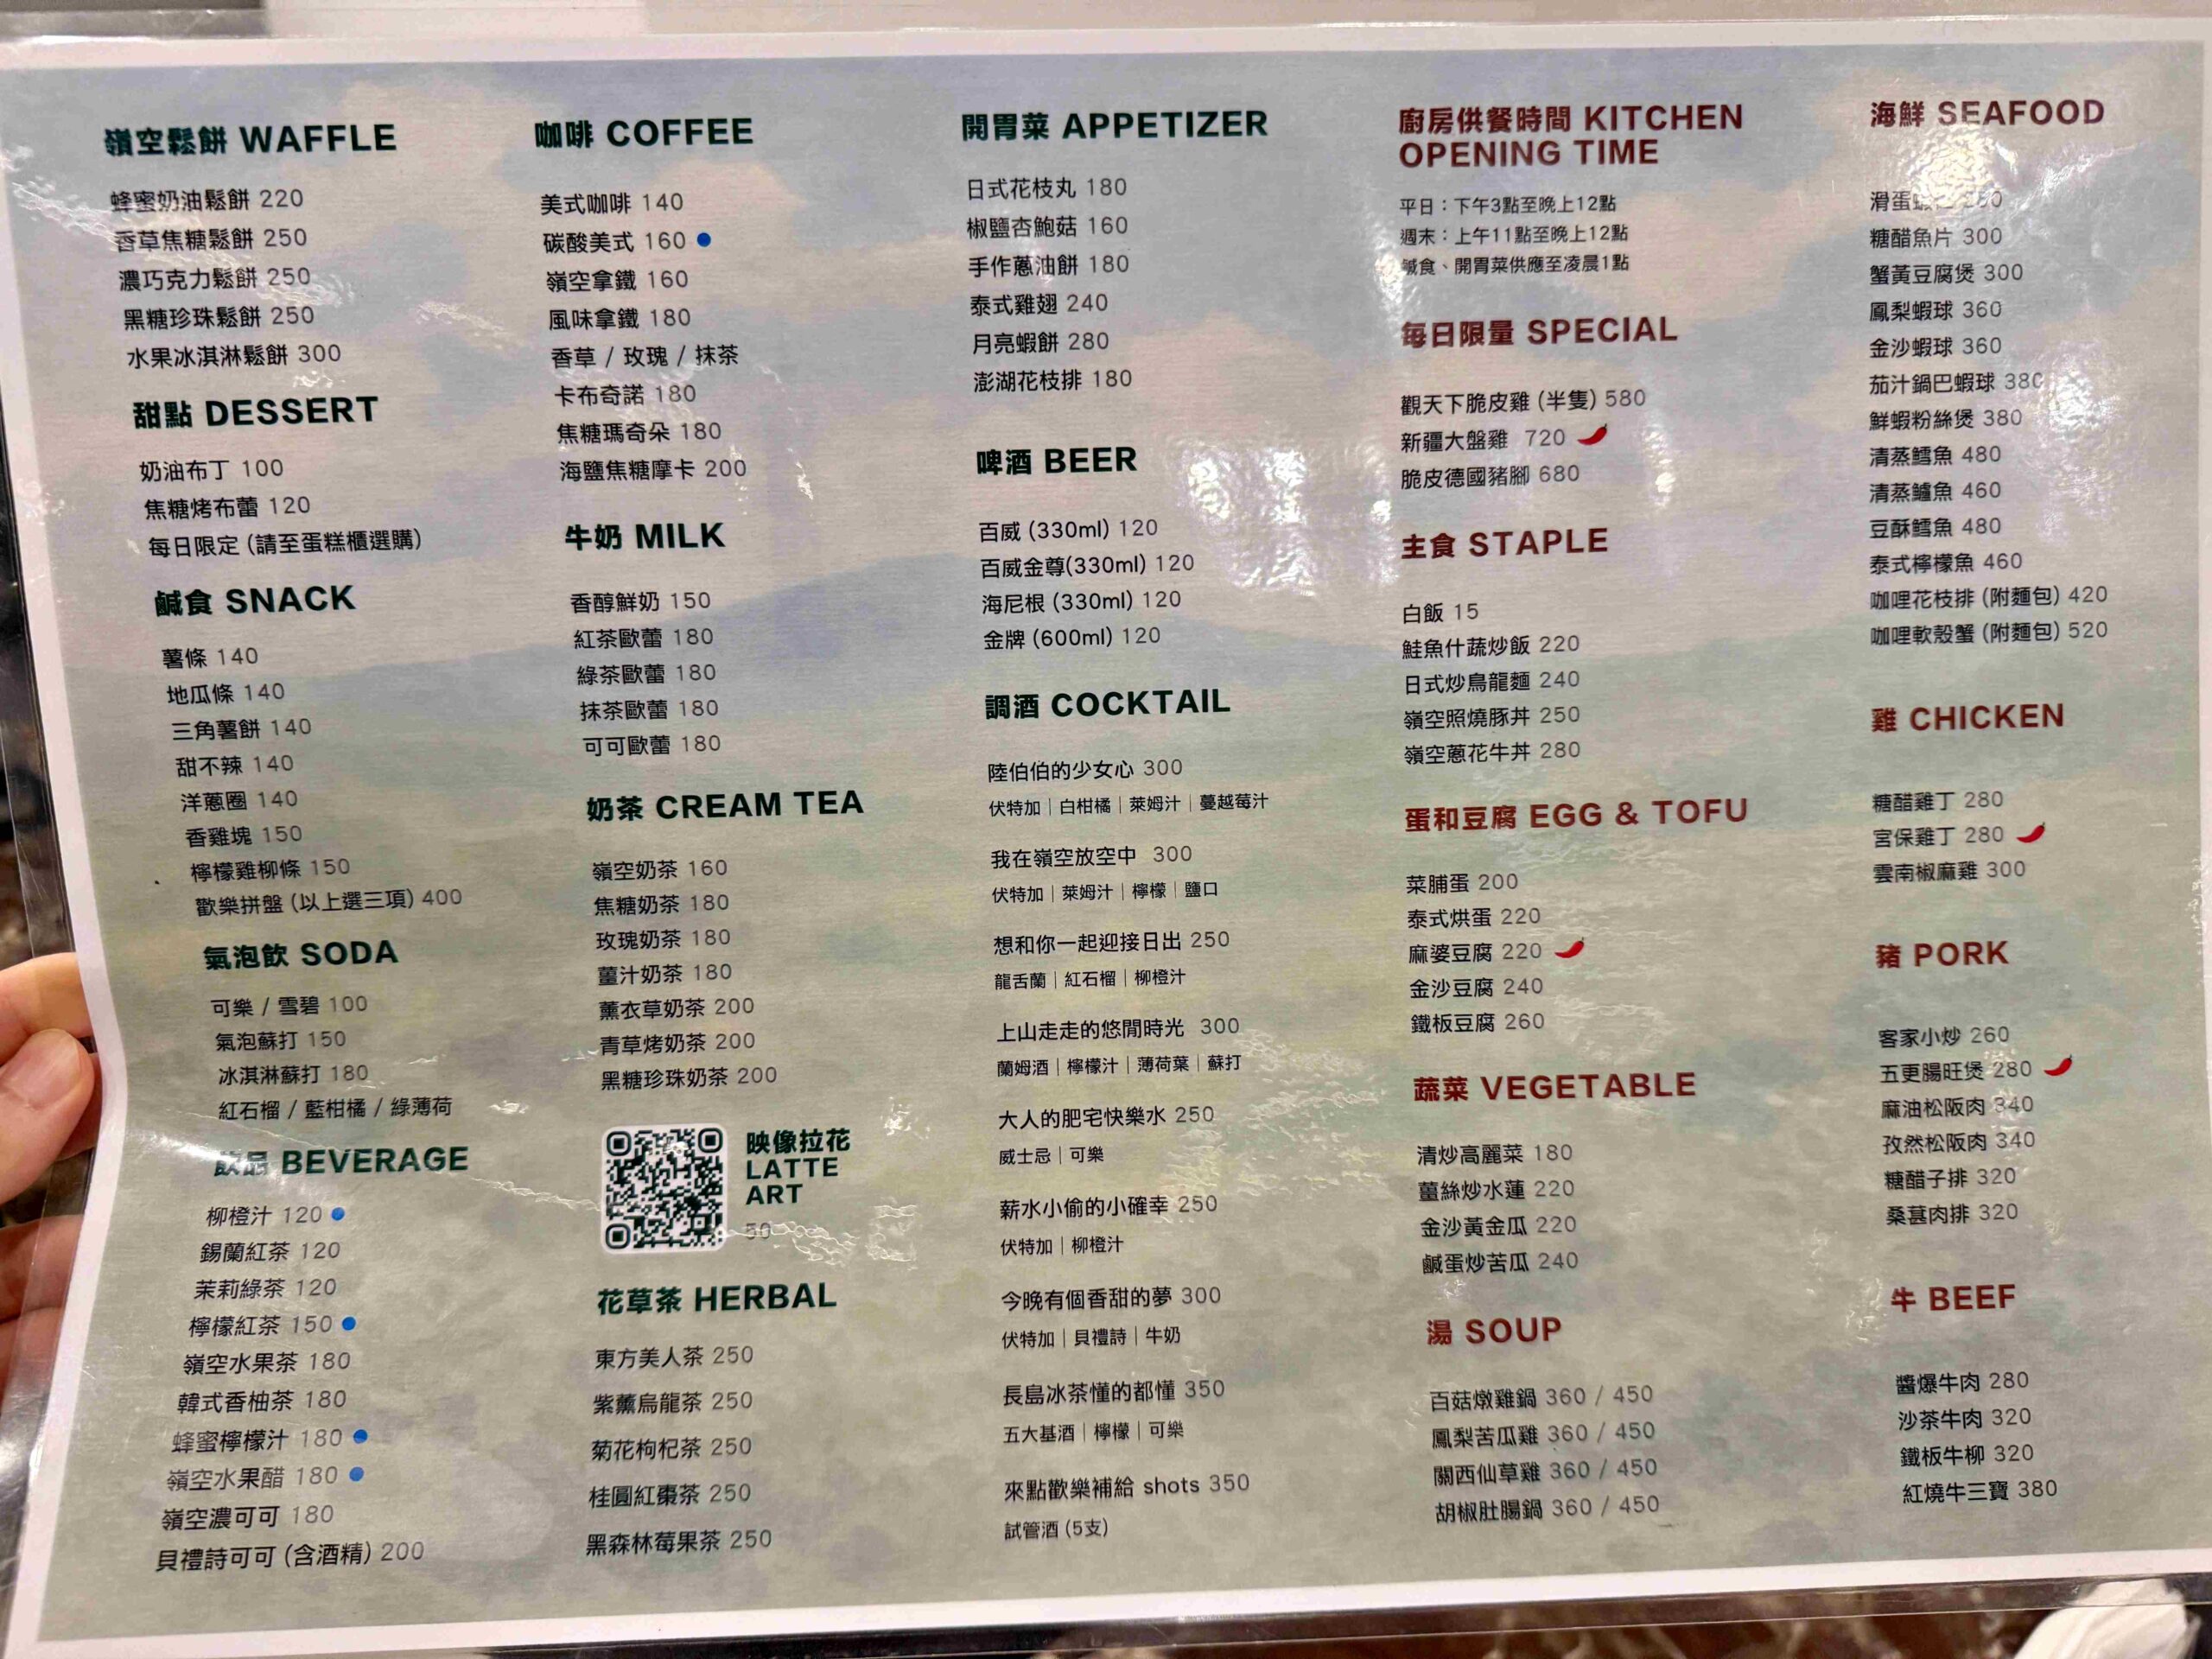 嶺空鬆餅 WAFFLE
蜂蜜奶油鬆餅 220
香草焦糖鬆餅 250
濃巧克力鬆餅 250
黑糖珍珠鬆餅 250
水果冰淇淋鬆餅 300
甜點 DESSERT
奶油布丁 100
焦糖烤布蕾 120
每日限定 (請至蛋糕櫃選購)
鹹食 SNACK
薯條 140
地瓜條 140
三角薯餅 140
甜不辣 140
洋蔥圈 140
香雞塊 150
檸檬雞柳條 150
歡樂拼盤 (以上選三項) 400
氣泡飲 SODA
可樂 / 雪碧 100
氣泡蘇打 150
冰淇淋蘇打 180
紅石榴 / 藍柑橘 / 綠薄荷
飲品 BEVERAGE
柳橙汁 120
錫蘭紅茶 120
茉莉綠茶 120
檸檬紅茶 150
嶺空水果茶 180
韓式香柚茶 180
蜂蜜檸檬汁 180
嶺空水果醋 180
嶺空濃可可 180
貝禮詩可可 (含酒精) 200
咖啡 COFFEE
美式咖啡 140
碳酸美式 160
嶺空拿鐵 160
風味拿鐵 180
香草 / 玫瑰 / 抹茶
卡布奇諾 180
焦糖瑪奇朵 180
海鹽焦糖摩卡 200
牛奶 MILK
香醇鮮奶 150
紅茶歐蕾 180
綠茶歐蕾 180
抹茶歐蕾 180
可可歐蕾 180
奶茶 CREAM TEA
嶺空奶茶 160
焦糖奶茶 180
玫瑰奶茶 180
薑汁奶茶 180
薰衣草奶茶 200
青草烤奶茶 200
黑糖珍珠奶茶 200
映像拉花
LATTE
ART
50
花草茶 HERBAL
東方美人茶 250
紫薰烏龍茶 250
菊花枸杞茶 250
桂圓紅棗茶 250
黑森林莓果茶 250
開胃菜 APPETIZER
日式花枝丸 180
椒鹽杏鮑菇 160
手作蔥油餅 180
泰式雞翅 240
月亮蝦餅 280
澎湖花枝排 180
啤酒 BEER
百威 (330ml) 120
百威金尊(330ml) 120
海尼根 (330ml) 120
金牌 (600ml) 120
調酒 COCKTAIL
陸伯伯的少女心 300
伏特加｜白柑橘｜萊姆汁｜蔓越莓汁
我在嶺空放空中 300
伏特加｜萊姆汁｜檸檬｜鹽口
想和你一起迎接日出 250
龍舌蘭｜紅石榴｜柳橙汁
上山走走的悠閒時光 300
蘭姆酒｜檸檬汁｜薄荷葉｜蘇打
大人的肥宅快樂水 250
威士忌｜可樂
薪水小偷的小確幸 250
伏特加｜柳橙汁
今晚有個香甜的夢 300
伏特加｜貝禮詩｜牛奶
長島冰茶懂的都懂 350
五大基酒｜檸檬｜可樂
來點歡樂補給 shots 350
試管酒 (5支)
廚房供餐時間 KITCHEN
OPENING TIME
平日：下午3點至晚上12點
週末：上午11點至晚上12點
鹹食、開胃菜供應至凌晨1點
每日限量 SPECIAL
觀天下脆皮雞 (半隻) 580
新疆大盤雞 720
脆皮德國豬腳 680
主食 STAPLE
白飯 15
鮭魚什蔬炒飯 220
日式炒烏龍麵 240
嶺空照燒豚丼 250
嶺空蔥花牛丼 280
蛋和豆腐 EGG & TOFU
菜脯蛋 200
泰式烘蛋 220
麻婆豆腐 220
金沙豆腐 240
鐵板豆腐 260
蔬菜 VEGETABLE
清炒高麗菜 180
薑絲炒水蓮 220
金沙黃金瓜 220
鹹蛋炒苦瓜 240
湯 SOUP
百菇燉雞鍋 360 / 450
鳳梨苦瓜雞 360 / 450
關西仙草雞 360 / 450
胡椒肚腸鍋 360 / 450
海鮮 SEAFOOD
滑蛋
糖醋魚片 300
蟹黃豆腐煲 300
鳳梨蝦球 360
金沙蝦球 360
茄汁鍋巴蝦球 380
鮮蝦粉絲煲 380
清蒸鱈魚 480
清蒸鱸魚 460
豆酥鱈魚 480
泰式檸檬魚 460
咖哩花枝排 (附麵包) 420
咖哩軟殼蟹 (附麵包) 520
雞 CHICKEN
糖醋雞丁 280
宮保雞丁 280
雲南椒麻雞 300
豬 PORK
客家小炒 260
五更腸旺煲 280
麻油松阪肉 340
孜然松阪肉 340
糖醋子排 320
桑葚肉排 320
牛 BEEF
醬爆牛肉 280
沙茶牛肉 320
鐵板牛柳 320
紅燒牛三寶 380